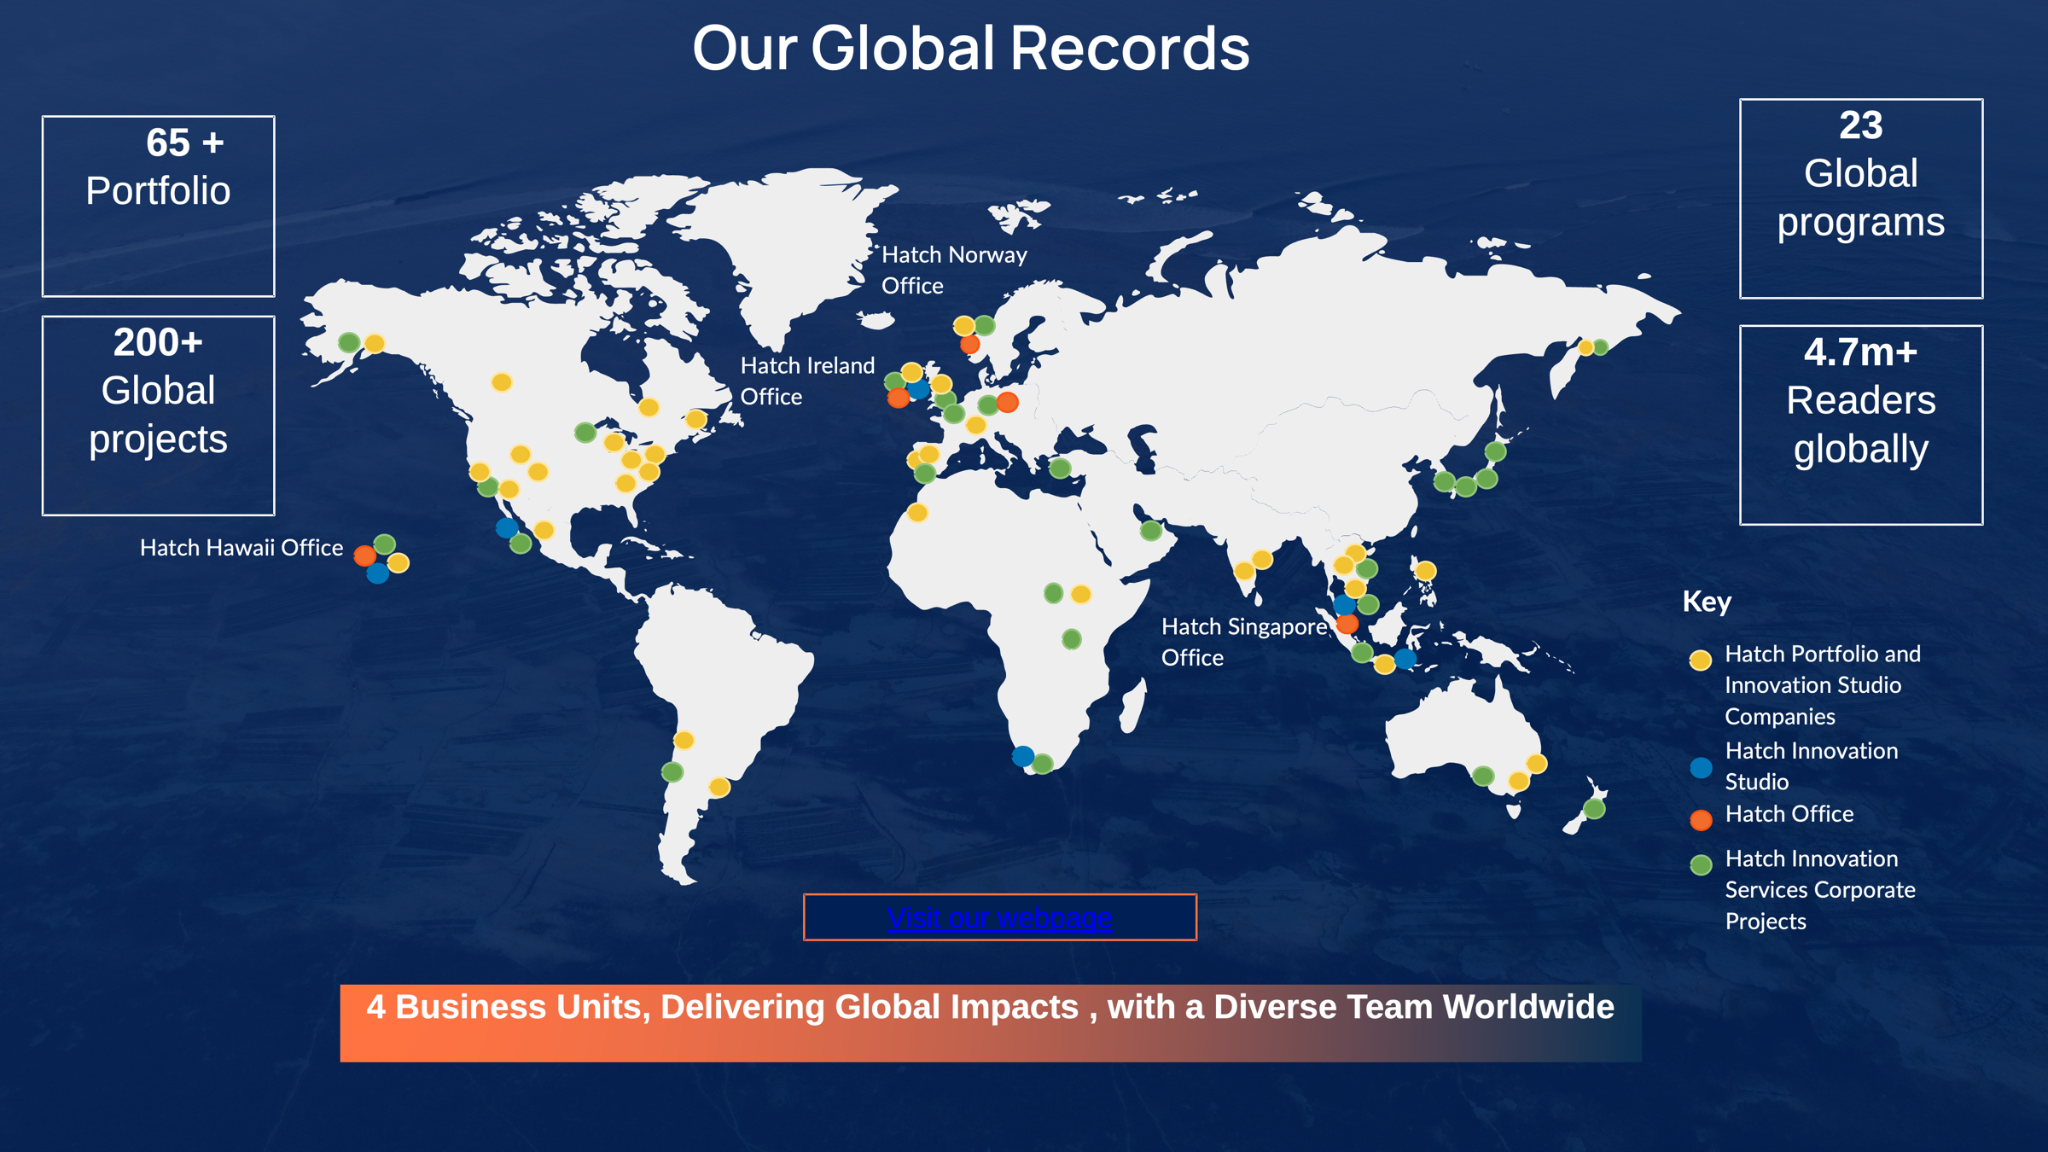 Our Global Records
65 +
Portfolio
200+
Global
projects
23
Global
programs
4.7m+
Readers
globally
Hatch Norway
Office
Hatch Ireland
Office
Hatch Hawaii Office
Hatch Singapore
Office
Key
Hatch Portfolio and
Innovation Studio
Companies
Hatch Innovation
Studio
Hatch Office
Hatch Innovation
Services Corporate
Projects
Visit our webpage
4 Business Units, Delivering Global Impacts , with a Diverse Team Worldwide